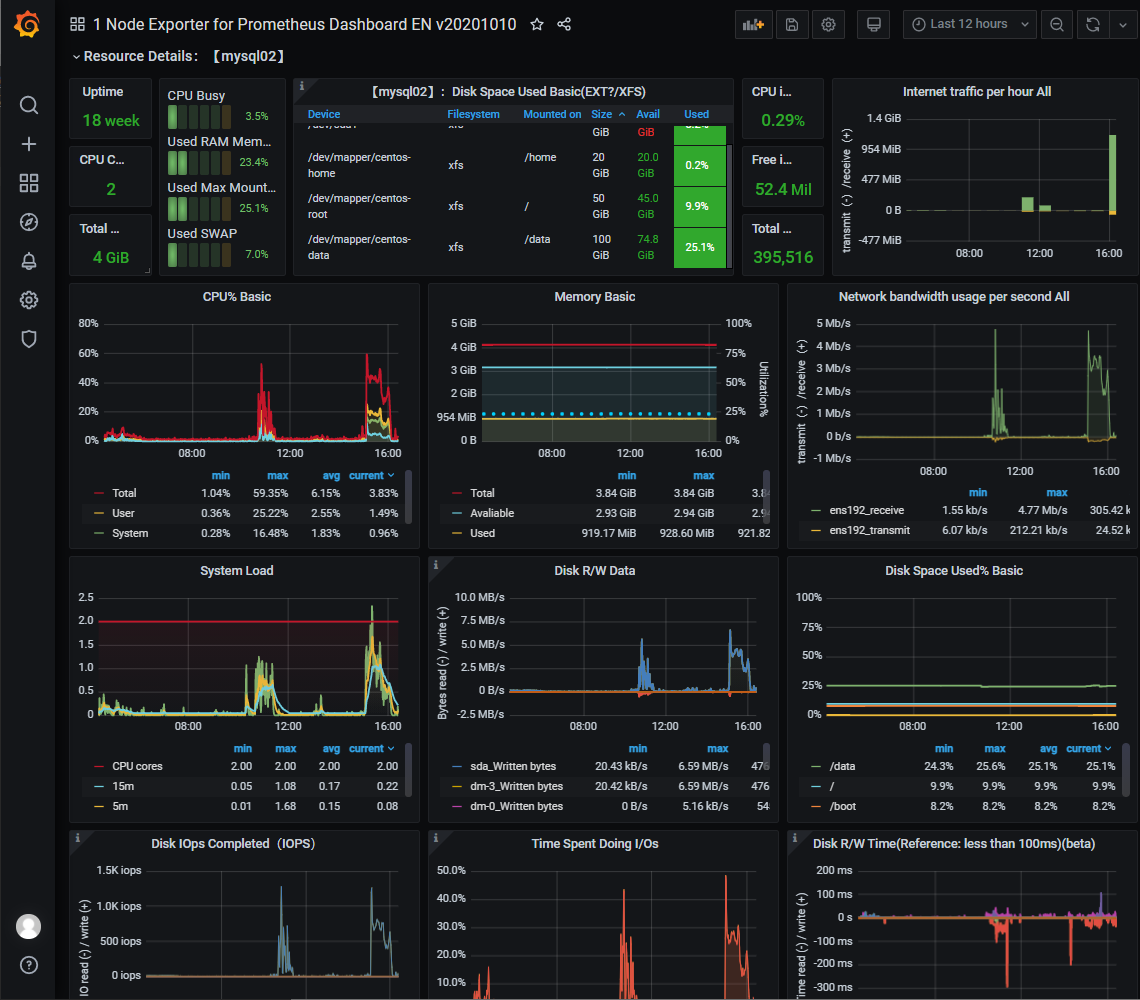 1 Node Exporter for Prometheus Dashboard EN v20201010
Last 12 hours
Resource Details：【mysql02】
Uptime
18 week
CPU C...
2
Total ...
4 GiB
CPU Busy
3.5%
Used RAM Mem...
23.4%
Used Max Mount...
25.1%
Used SWAP
7.0%
【mysql02】：Disk Space Used Basic(EXT?/XFS)
Device Filesystem Mounted on Size Avail Used
GiB GiB
/dev/mapper/centos-home xfs /home 20 GiB 20.0 GiB 0.2%
/dev/mapper/centos-root xfs / 50 GiB 45.0 GiB 9.9%
/dev/mapper/centos-data xfs /data 100 GiB 74.8 GiB 25.1%
CPU i...
0.29%
Free i...
52.4 Mil
Total ...
395,516
Internet traffic per hour All
transmit (-) /receive (+)
1.4 GiB
954 MiB
477 MiB
0 B
-477 MiB
08:00 12:00 16:00
CPU% Basic
80%
60%
40%
20%
0%
08:00 12:00 16:00
min max avg current
Total 1.04% 59.35% 6.15% 3.83%
User 0.36% 25.22% 2.55% 1.49%
System 0.28% 16.48% 1.83% 0.96%
Memory Basic
5 GiB 100%
4 GiB 75%
3 GiB 50%
2 GiB
954 MiB 25%
0 B 0%
Utilization%
08:00 12:00 16:00
min max
Total 3.84 GiB 3.84 GiB
Avaliable 2.93 GiB 2.94 GiB
Used 919.17 MiB 928.60 MiB 921.82
Network bandwidth usage per second All
transmit (-) /receive (+)
5 Mb/s
4 Mb/s
3 Mb/s
2 Mb/s
1 Mb/s
0 b/s
-1 Mb/s
08:00 12:00 16:00
min max
ens192_receive 1.55 kb/s 4.77 Mb/s 305.42 k
ens192_transmit 6.07 kb/s 212.21 kb/s 24.52 k
System Load
2.5
2.0
1.5
1.0
0.5
0
08:00 12:00 16:00
min max avg current
CPU cores 2.00 2.00 2.00 2.00
15m 0.05 1.08 0.17 0.22
5m 0.01 1.68 0.15 0.08
Disk R/W Data
Bytes read (-) / write (+)
10.0 MB/s
7.5 MB/s
5.0 MB/s
2.5 MB/s
0 B/s
-2.5 MB/s
08:00 12:00 16:00
min max
sda_Written bytes 20.43 kB/s 6.59 MB/s 476
dm-3_Written bytes 20.42 kB/s 6.59 MB/s 476
dm-0_Written bytes 0 B/s 5.16 kB/s 54
Disk Space Used% Basic
100%
75%
50%
25%
0%
08:00 12:00 16:00
min max avg current
/data 24.3% 25.6% 25.1% 25.1%
/ 9.9% 9.9% 9.9% 9.9%
/boot 8.2% 8.2% 8.2% 8.2%
Disk IOps Completed（IOPS）
IO read (-) / write (+)
1.5K iops
1.0K iops
500 iops
0 iops
Time Spent Doing I/Os
50.0%
40.0%
30.0%
20.0%
10.0%
Disk R/W Time(Reference: less than 100ms)(beta)
Time read (-) / write (+)
200 ms
100 ms
0 s
-100 ms
-200 ms
-300 ms